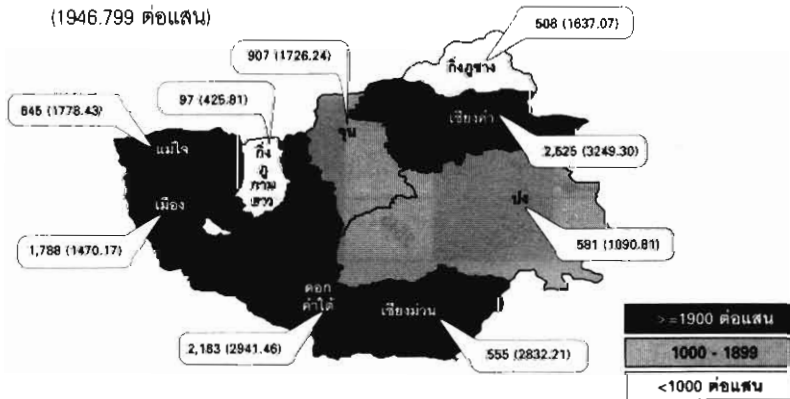 (1946.799 ต่อแสน)
508 (1637.07)
907 (1726.24)
กิ่งภูซาง
97 (425.81)
845 (1778.43)
จุน
เชียงคำ
แม่ใจ
กิ่ง
ภู
กาม
ยาว
2,625 (3249.30)
เมือง
ปง
1,788 (1470.17)
581 (1090.81)
ดอก
คำใต้
เชียงม่วน
2,183 (2941.46)
555 (2832.21)
>=1900 ต่อแสน
1000 - 1899
<1000 ต่อแสน